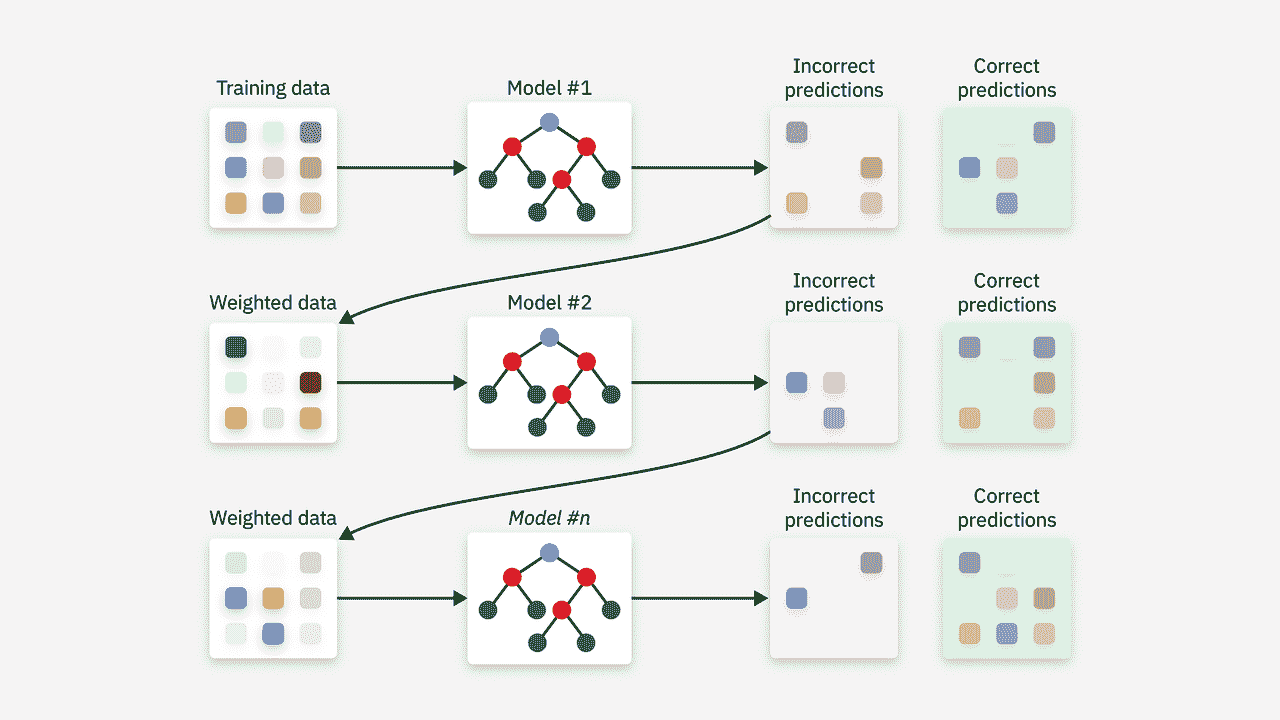 Training data
Model #1
Incorrect
predictions
Correct
predictions
Weighted data
Model #2
Incorrect
predictions
Correct
predictions
Weighted data
Model #n
Incorrect
predictions
Correct
predictions